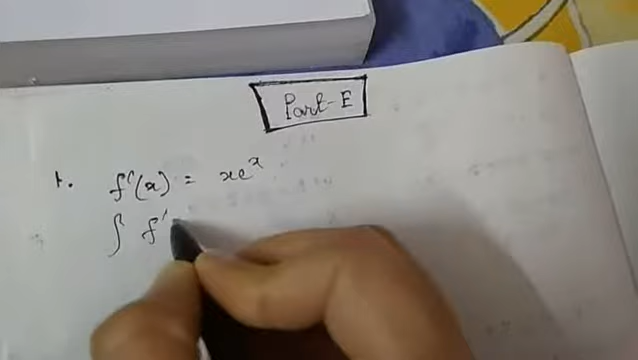 Part-E
1. f'(x) = xe^x
∫ f'